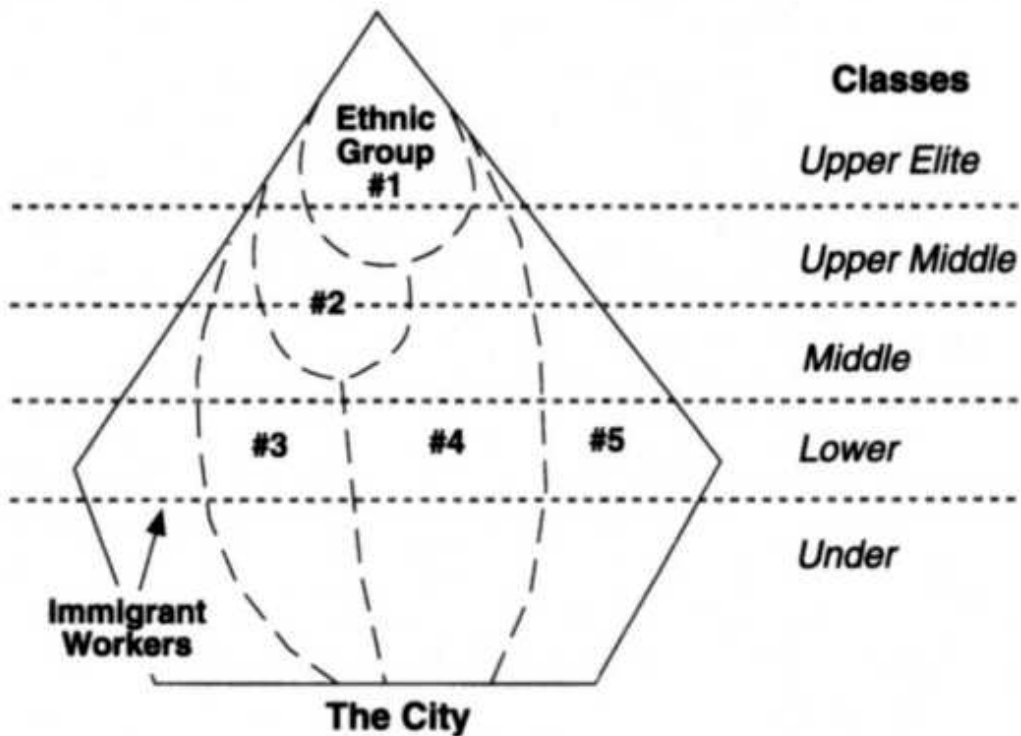 Classes
Ethnic
Group
#1
Upper Elite
Upper Middle
#2
Middle
#3
#4
#5
Lower
Under
Immigrant
Workers
The City